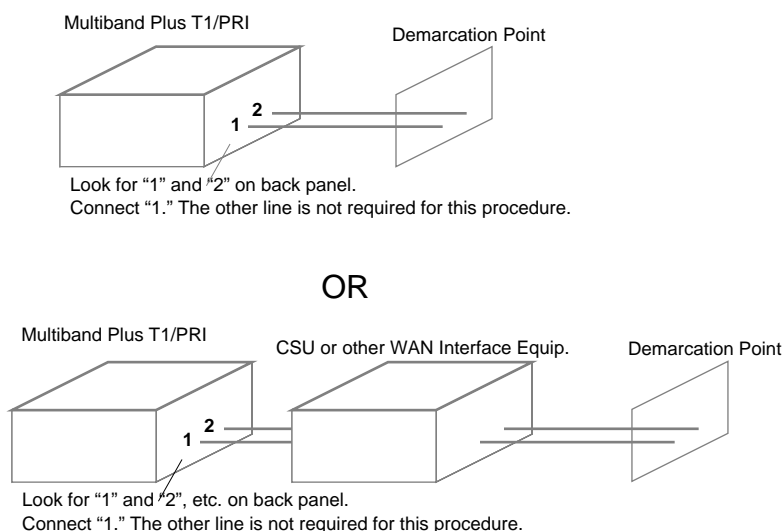 Multiband Plus T1/PRI
Demarcation Point
2
1
Look for “1” and “2” on back panel.
Connect “1.” The other line is not required for this procedure.
OR
Multiband Plus T1/PRI
CSU or other WAN Interface Equip.
Demarcation Point
2
1
Look for “1” and “2”, etc. on back panel.
Connect “1.” The other line is not required for this procedure.